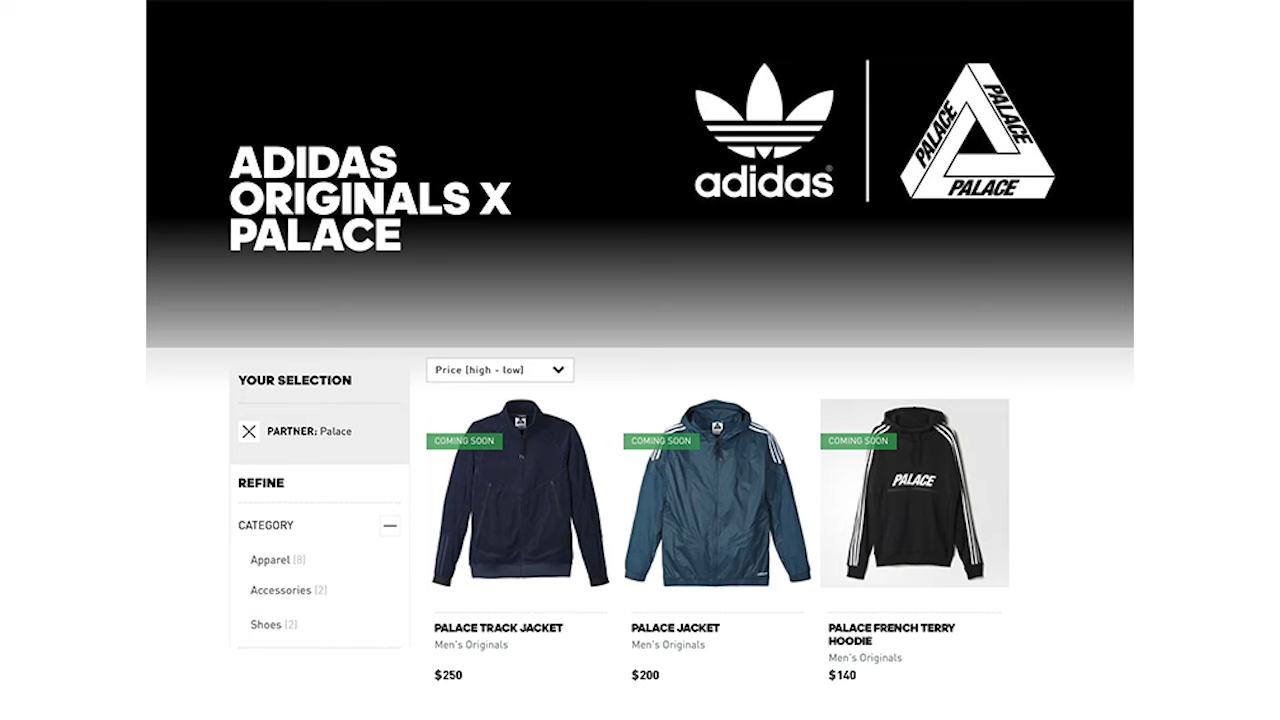 adidas®
PALACE
PALACE
PALACE
ADIDAS
ORIGINALS X
PALACE
YOUR SELECTION
PARTNER: Palace
REFINE
CATEGORY
Apparel (8)
Accessories (2)
Shoes (2)
Price [high - low]
COMING SOON
COMING SOON
COMING SOON
PALACE
PALACE TRACK JACKET
Men's Originals
$250
PALACE JACKET
Men's Originals
$200
PALACE FRENCH TERRY
HOODIE
Men's Originals
$140